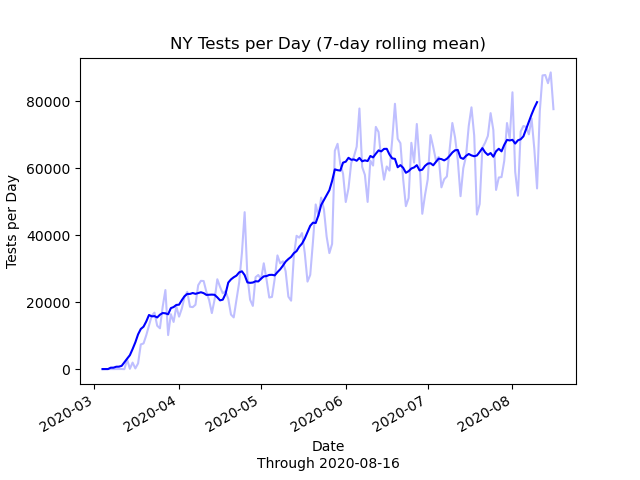 NY Tests per Day (7-day rolling mean)
Tests per Day
80000
60000
40000
20000
0
2020-03
2020-04
2020-05
2020-06
2020-07
2020-08
Date
Through 2020-08-16